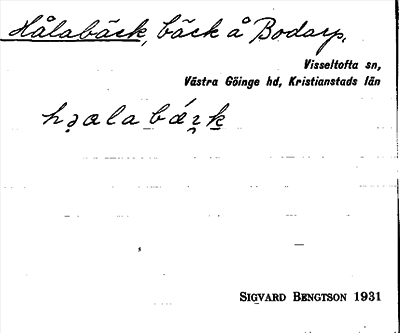 Hålabäck, bäck å Bodarp.
Visseltofta sn,
Västra Göinge hd, Kristianstads län
SIGVARD BENGTSON 1931